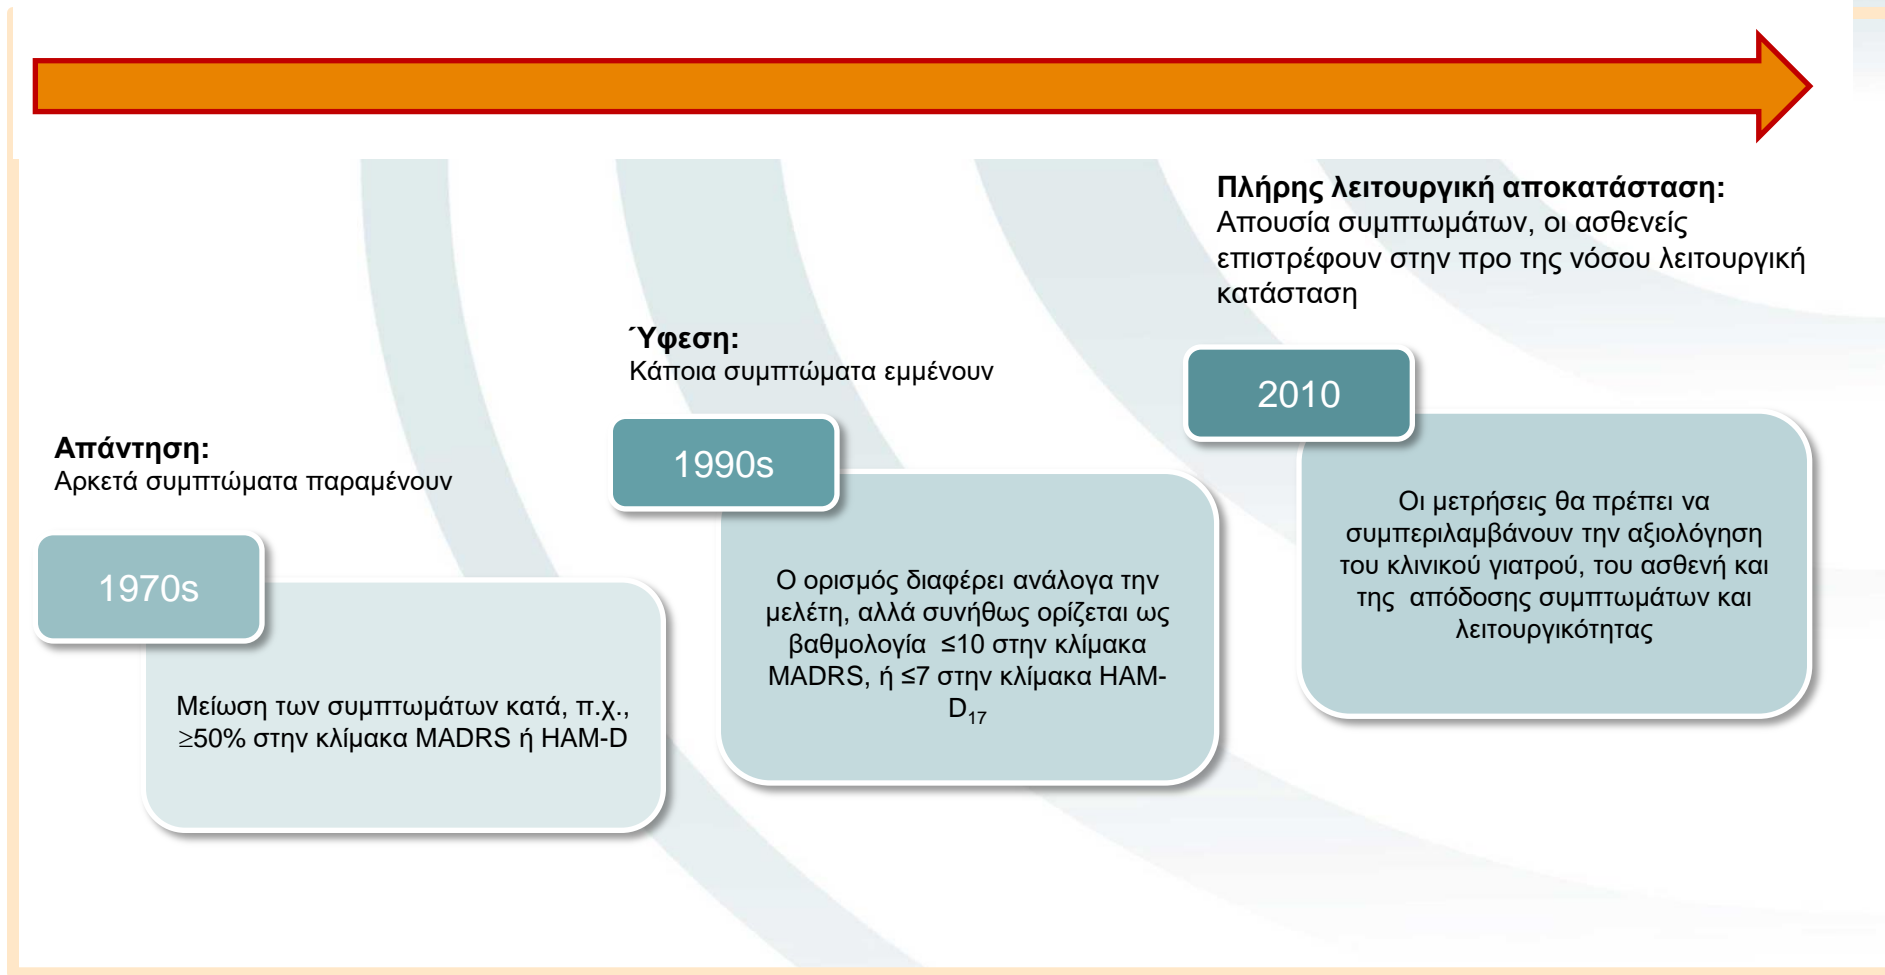 Απάντηση:
Αρκετά συμπτώματα παραμένουν
1970s
Μείωση των συμπτωμάτων κατά, π.χ.,
≥50% στην κλίμακα MADRS ή HAM-D
Ύφεση:
Κάποια συμπτώματα εμμένουν
1990s
Ο ορισμός διαφέρει ανάλογα την
μελέτη, αλλά συνήθως ορίζεται ως
βαθμολογία ≤10 στην κλίμακα
MADRS, ή ≤7 στην κλίμακα HAM-
D₁₇
Πλήρης λειτουργική αποκατάσταση:
Απουσία συμπτωμάτων, οι ασθενείς
επιστρέφουν στην προ της νόσου λειτουργική
κατάσταση
2010
Οι μετρήσεις θα πρέπει να
συμπεριλαμβάνουν την αξιολόγηση
του κλινικού γιατρού, του ασθενή και
της απόδοσης συμπτωμάτων και
λειτουργικότητας